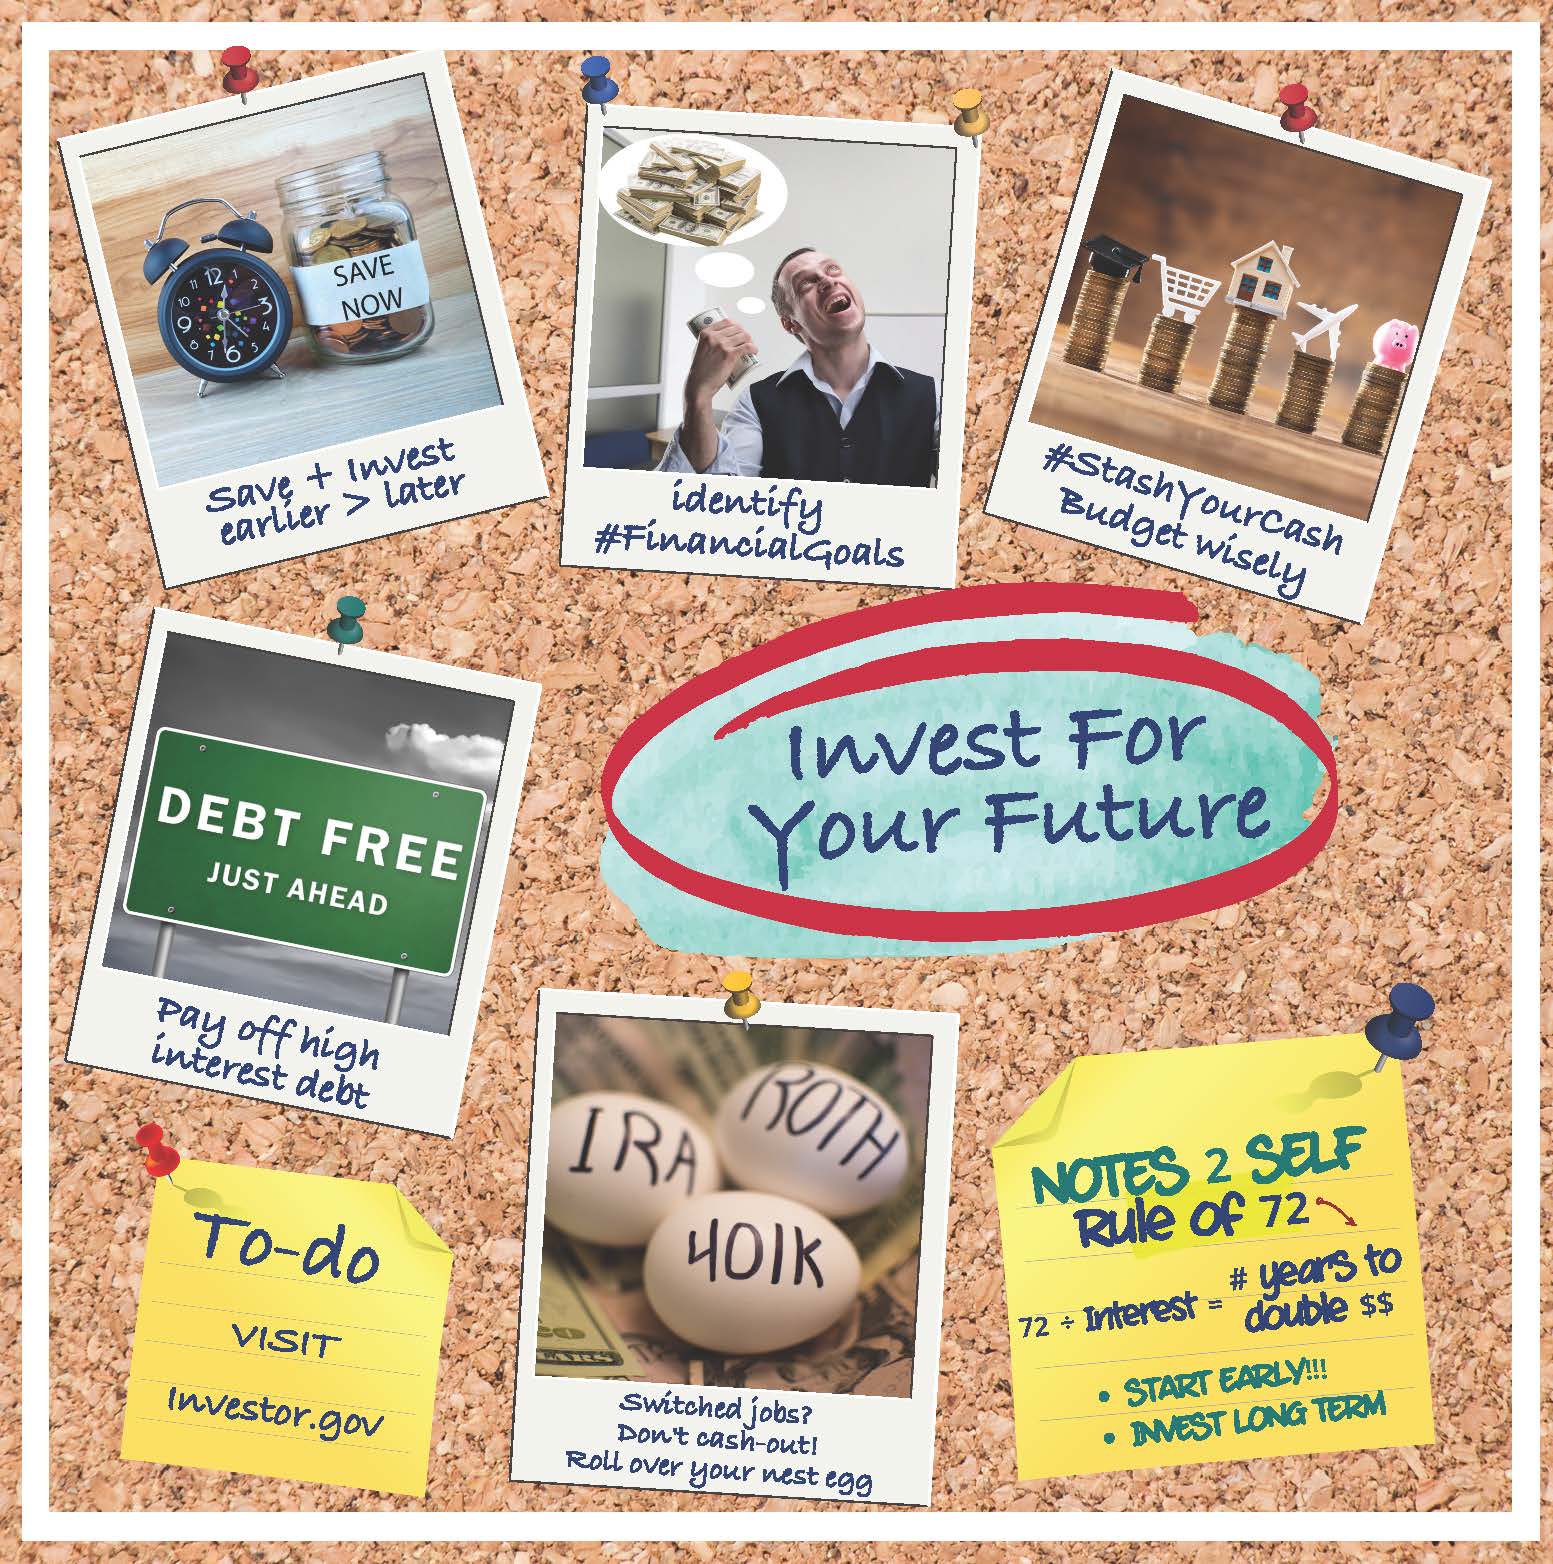 SAVE
NOW
Save + Invest
earlier > later
identify
#FinancialGoals
#StashYourCash
Budget wisely
DEBT FREE
JUST AHEAD
Pay off high
interest debt
Invest For
Your Future
To-do
VISIT
Investor.gov
IRA
ROTH
401K
Switched jobs?
Don't cash-out!
Roll over your nest egg
NOTES 2 SELF
Rule of 72
72 ÷ Interest = # years to
double $$
• START EARLY!!!
• INVEST LONG TERM